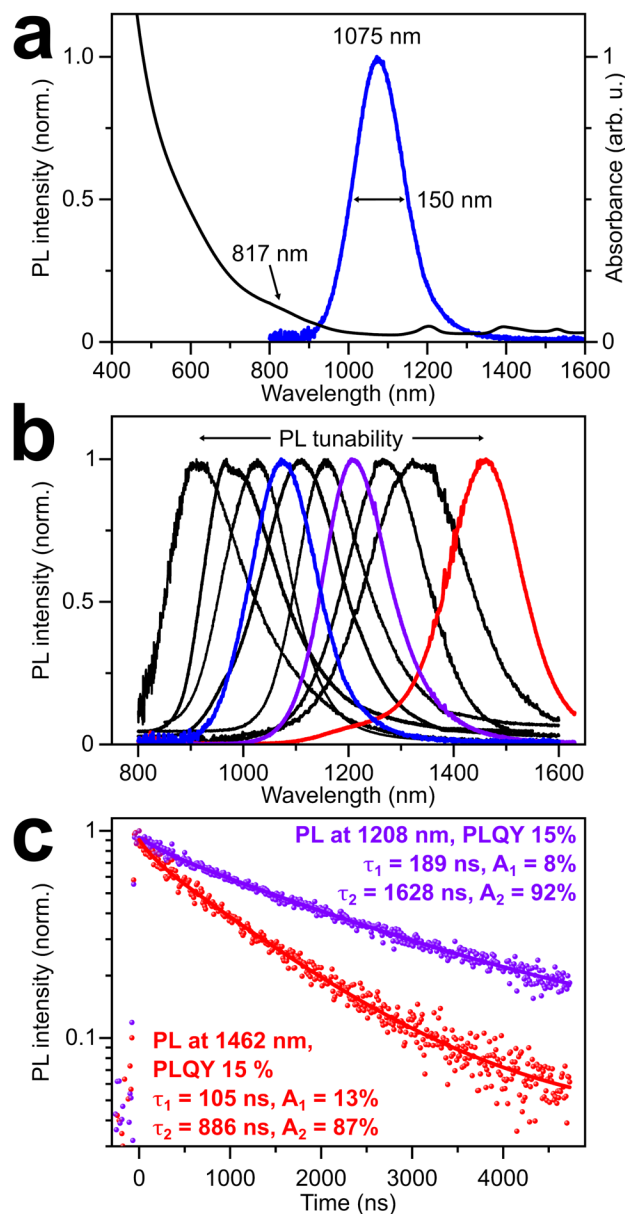 a
1075 nm
1.0
1
PL intensity (norm.)
Absorbance (arb. u.)
0.5
150 nm
817 nm
0
0
400 600 800 1000 1200 1400 1600
Wavelength (nm)
b
PL tunability
1
PL intensity (norm.)
0.5
0
800 1000 1200 1400 1600
Wavelength (nm)
c
1
PL at 1208 nm, PLQY 15%
τ1 = 189 ns, A1 = 8%
τ2 = 1628 ns, A2 = 92%
PL intensity (norm.)
0.1
PL at 1462 nm,
PLQY 15 %
τ1 = 105 ns, A1 = 13%
τ2 = 886 ns, A2 = 87%
0 1000 2000 3000 4000
Time (ns)